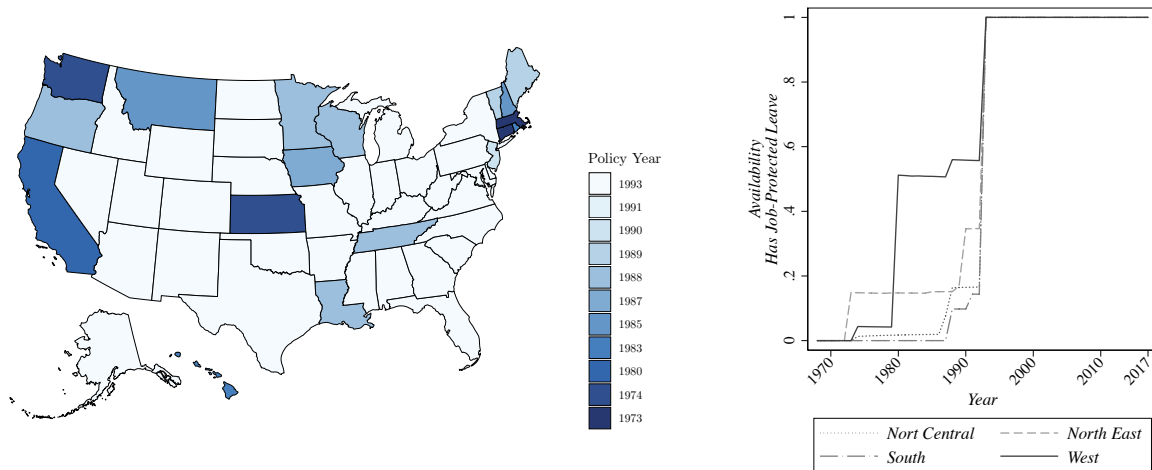 Policy Year
1993
1991
1990
1989
1988
1987
1985
1983
1980
1974
1973
Availability
Has Job-Protected Leave
1
.8
.6
.4
.2
0
1970 1980 1990 2000 2010 2017
Year
Nort Central North East
South West